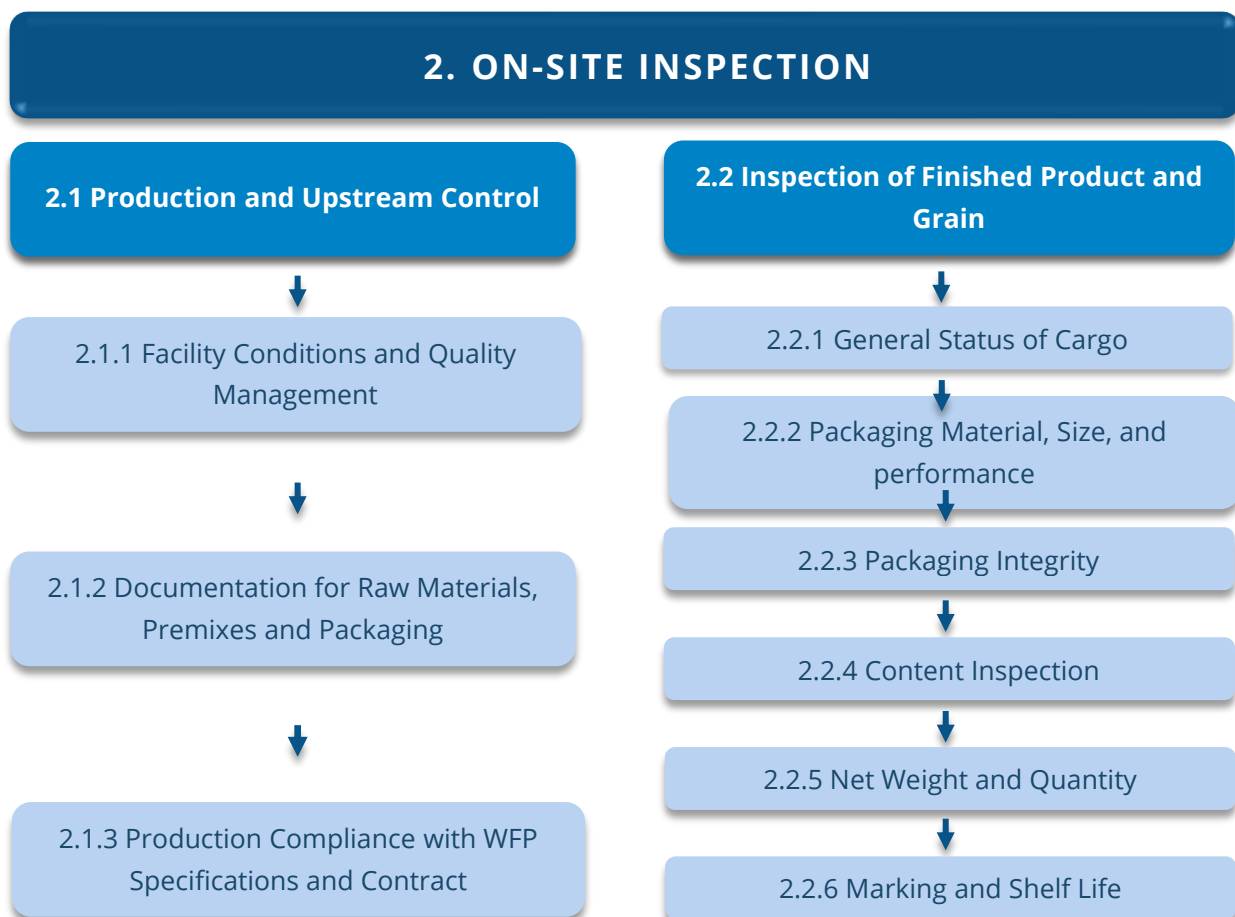 2. ON-SITE INSPECTION
2.1 Production and Upstream Control
2.1.1 Facility Conditions and Quality
Management
2.1.2 Documentation for Raw Materials,
Premixes and Packaging
2.1.3 Production Compliance with WFP
Specifications and Contract
2.2 Inspection of Finished Product and
Grain
2.2.1 General Status of Cargo
2.2.2 Packaging Material, Size, and
performance
2.2.3 Packaging Integrity
2.2.4 Content Inspection
2.2.5 Net Weight and Quantity
2.2.6 Marking and Shelf Life